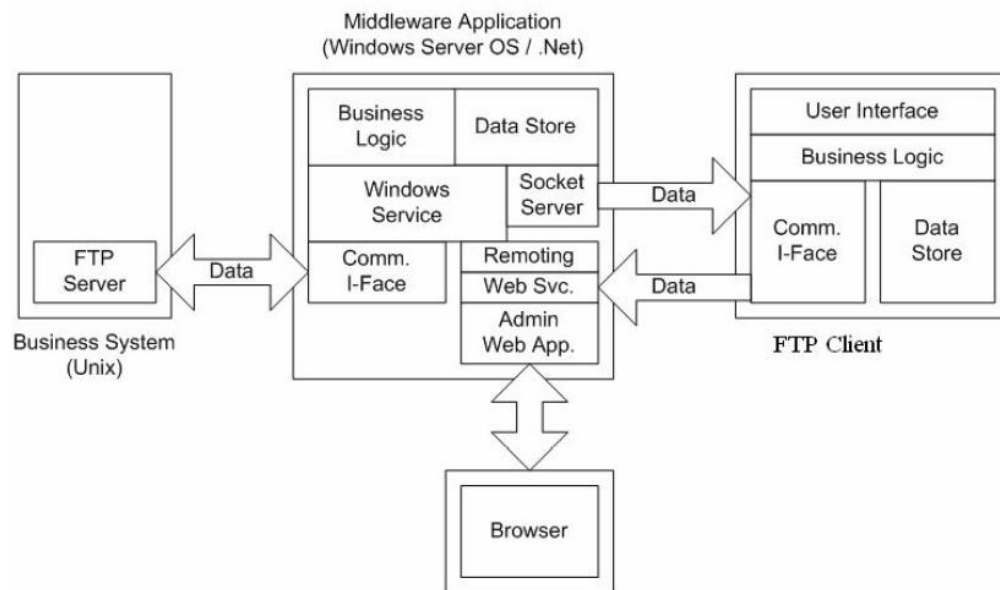 Middleware Application
(Windows Server OS / .Net)
Business
Logic
Data Store
Windows
Service
Socket
Server
Comm.
I-Face
Remoting
Web Svc.
Admin
Web App.
FTP
Server
Data
Business System
(Unix)
Data
Data
User Interface
Business Logic
Comm.
I-Face
Data
Store
FTP Client
Browser